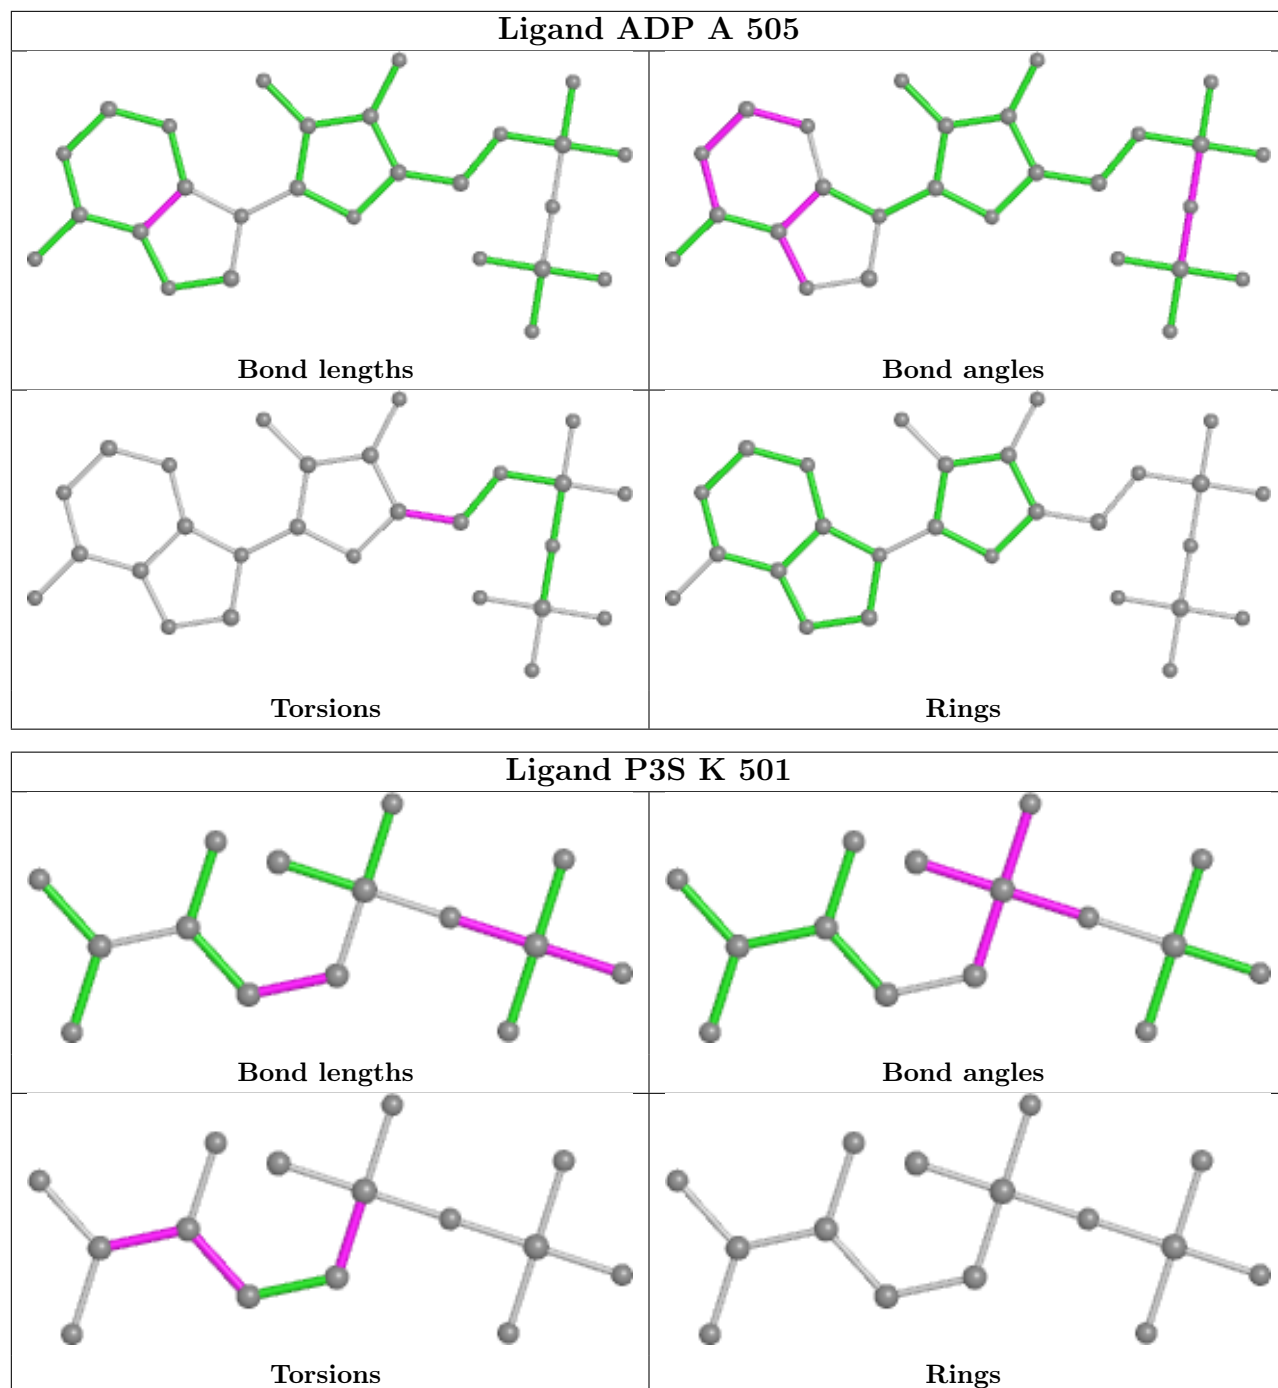 Ligand ADP A 505
Bond lengths
Bond angles
Torsions
Rings
Ligand P3S K 501
Bond lengths
Bond angles
Torsions
Rings